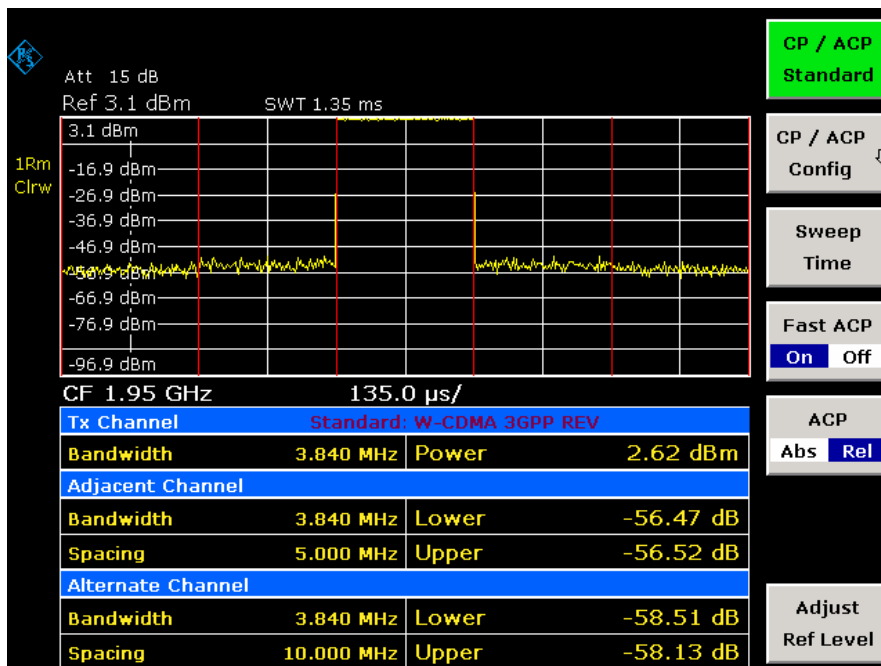 CP / ACP
Standard
Att 15 dB
Ref 3.1 dBm SWT 1.35 ms
3.1 dBm
1Rm
Clrw
-16.9 dBm
-26.9 dBm
-36.9 dBm
-46.9 dBm
-66.9 dBm
-76.9 dBm
-96.9 dBm
CF 1.95 GHz 135.0 µs/
Tx Channel Standard: W-CDMA 3GPP REV
Bandwidth 3.840 MHz Power 2.62 dBm
Adjacent Channel
Bandwidth 3.840 MHz Lower -56.47 dB
Spacing 5.000 MHz Upper -56.52 dB
Alternate Channel
Bandwidth 3.840 MHz Lower -58.51 dB
Spacing 10.000 MHz Upper -58.13 dB
CP / ACP
Config
Sweep
Time
Fast ACP
On Off
ACP
Abs Rel
Adjust
Ref Level